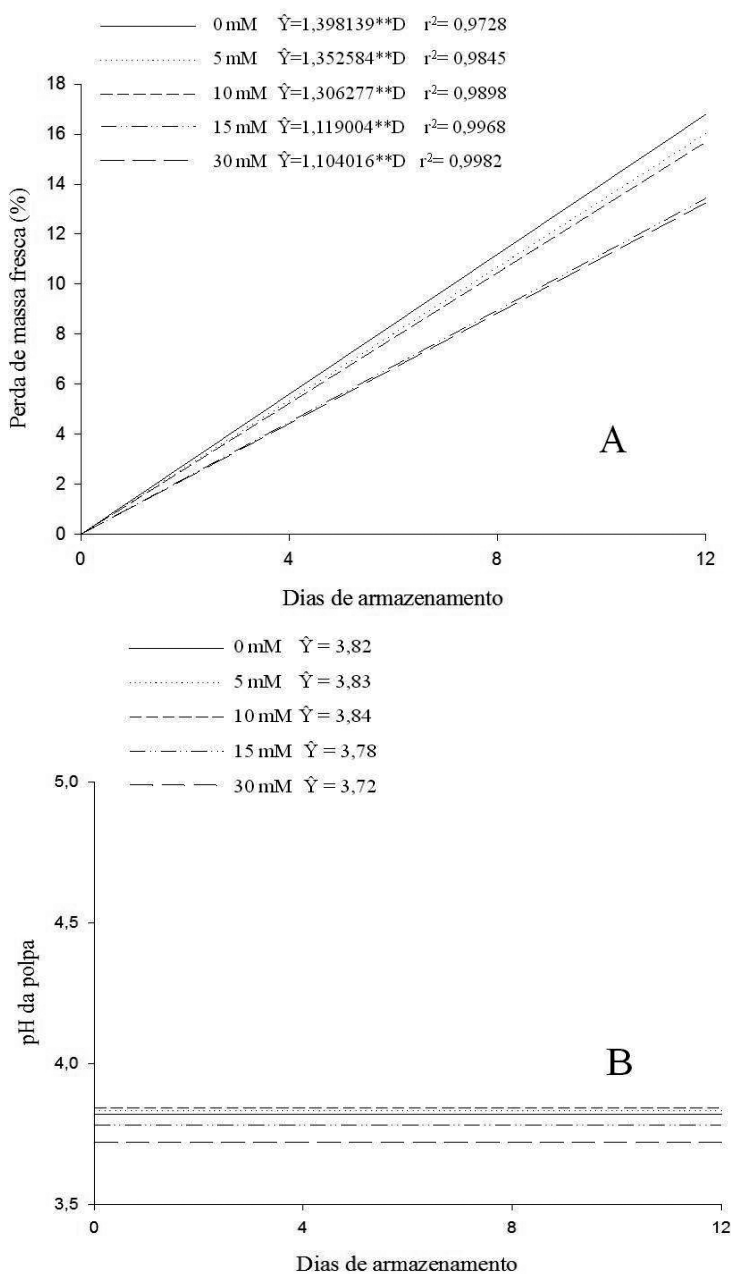 0 mM Ŷ=1,398139**D r²= 0,9728
5 mM Ŷ=1,352584**D r²= 0,9845
10 mM Ŷ=1,306277**D r²= 0,9898
15 mM Ŷ=1,119004**D r²= 0,9968
30 mM Ŷ=1,104016**D r²= 0,9982
18
16
14
12
10
8
6
4
2
0
Perda de massa fresca (%)
A
0 4 8 12
Dias de armazenamento
0 mM Ŷ = 3,82
5 mM Ŷ = 3,83
10 mM Ŷ = 3,84
15 mM Ŷ = 3,78
30 mM Ŷ = 3,72
5,0
4,5
4,0
3,5
pH da polpa
B
0 4 8 12
Dias de armazenamento